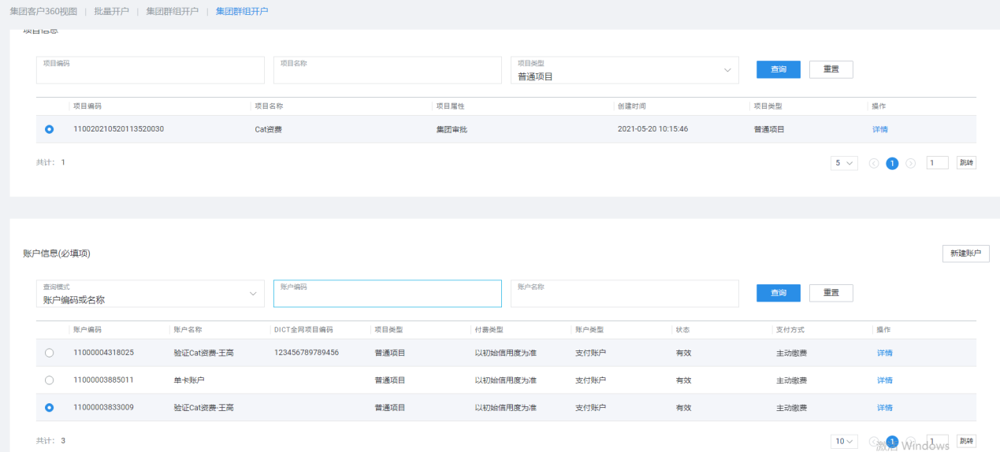 集团客户360视图 | 批量开户 | 集团群组开户 | 集团群组开户
项目信息
项目编码 项目名称 项目类型
普通项目 查询 重置
项目编码 项目名称 项目属性 创建时间 项目类型 操作
110020210520113520030 Cat资费 集团审批 2021-05-20 10:15:46 普通项目 详情
共计： 1 5 1 1 跳转
账户信息(必填项) 新建账户
查询模式 账户编码 账户名称
账户编码或名称 查询 重置
账户编码 账户名称 DICT全网项目编码 项目类型 付费类型 账户类型 状态 支付方式 操作
11000004318025 验证Cat资费-王高 123456789789456 普通项目 以初始信用度为准 支付账户 有效 主动缴费 详情
11000003885011 单卡账户 普通项目 以初始信用度为准 支付账户 有效 主动缴费 详情
11000003833009 验证Cat资费-王高 普通项目 以初始信用度为准 支付账户 有效 主动缴费 详情
共计： 3 10 1 1 跳转
激活 Windows